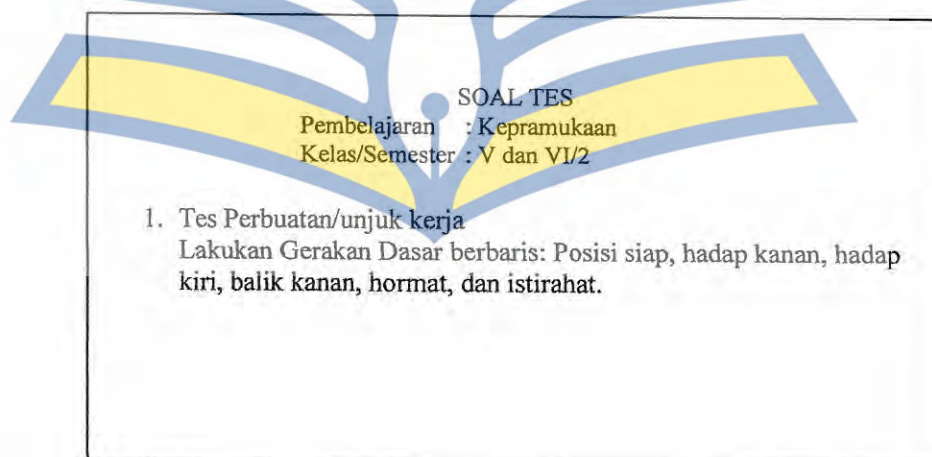 SOAL TES
Pembelajaran : Kepramukaan
Kelas/Semester : V dan VI/2
1. Tes Perbuatan/unjuk kerja
Lakukan Gerakan Dasar berbaris: Posisi siap, hadap kanan, hadap
kiri, balik kanan, hormat, dan istirahat.